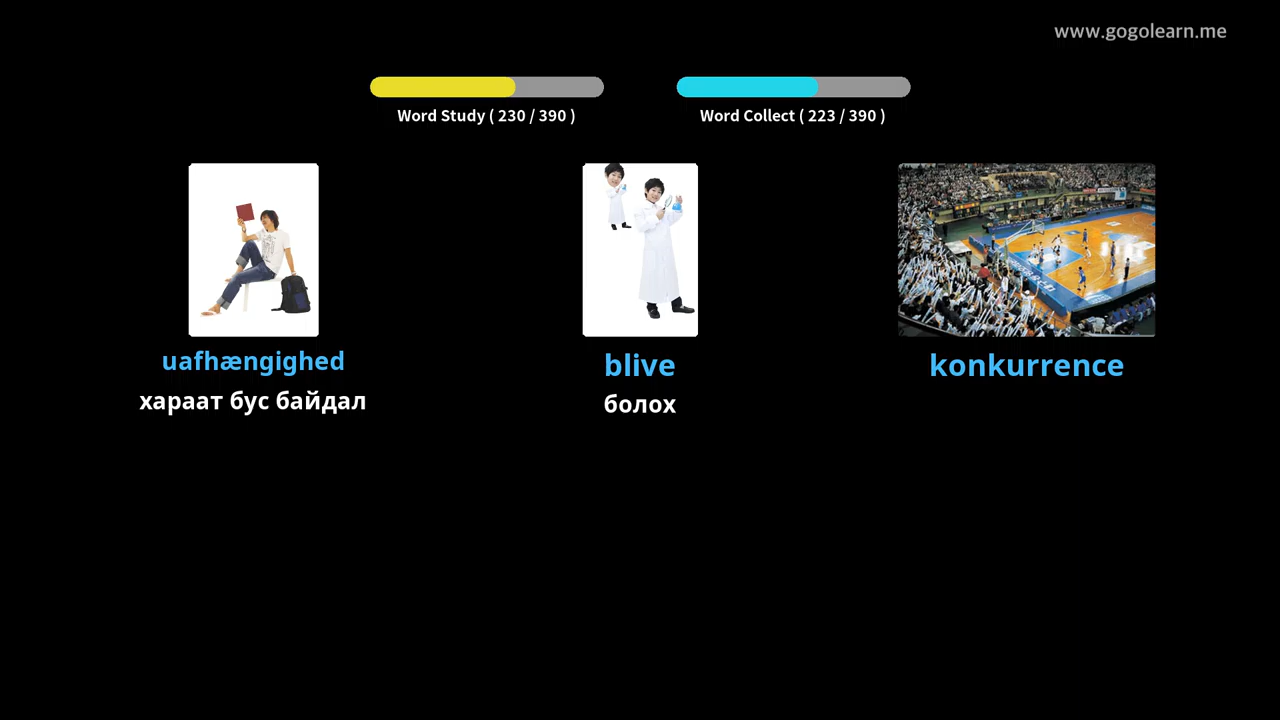 www.gogolearn.me
Word Study ( 230 / 390 )
Word Collect ( 223 / 390 )
uafhængighed
хараат бус байдал
blive
болох
konkurrence